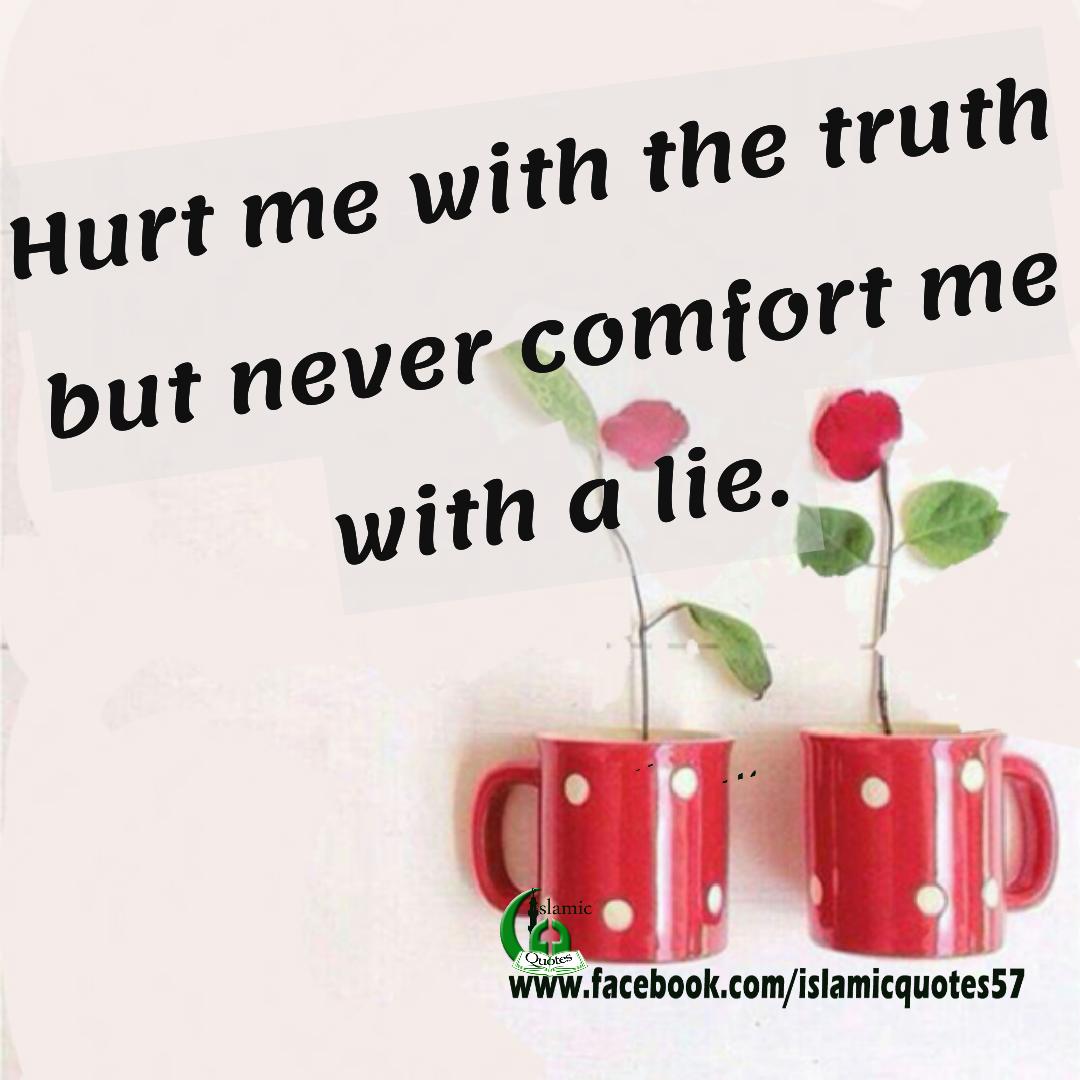 Hurt me with the truth
but never comfort me
with a lie.
Islamic
Quotes
www.facebook.com/islamicquotes57